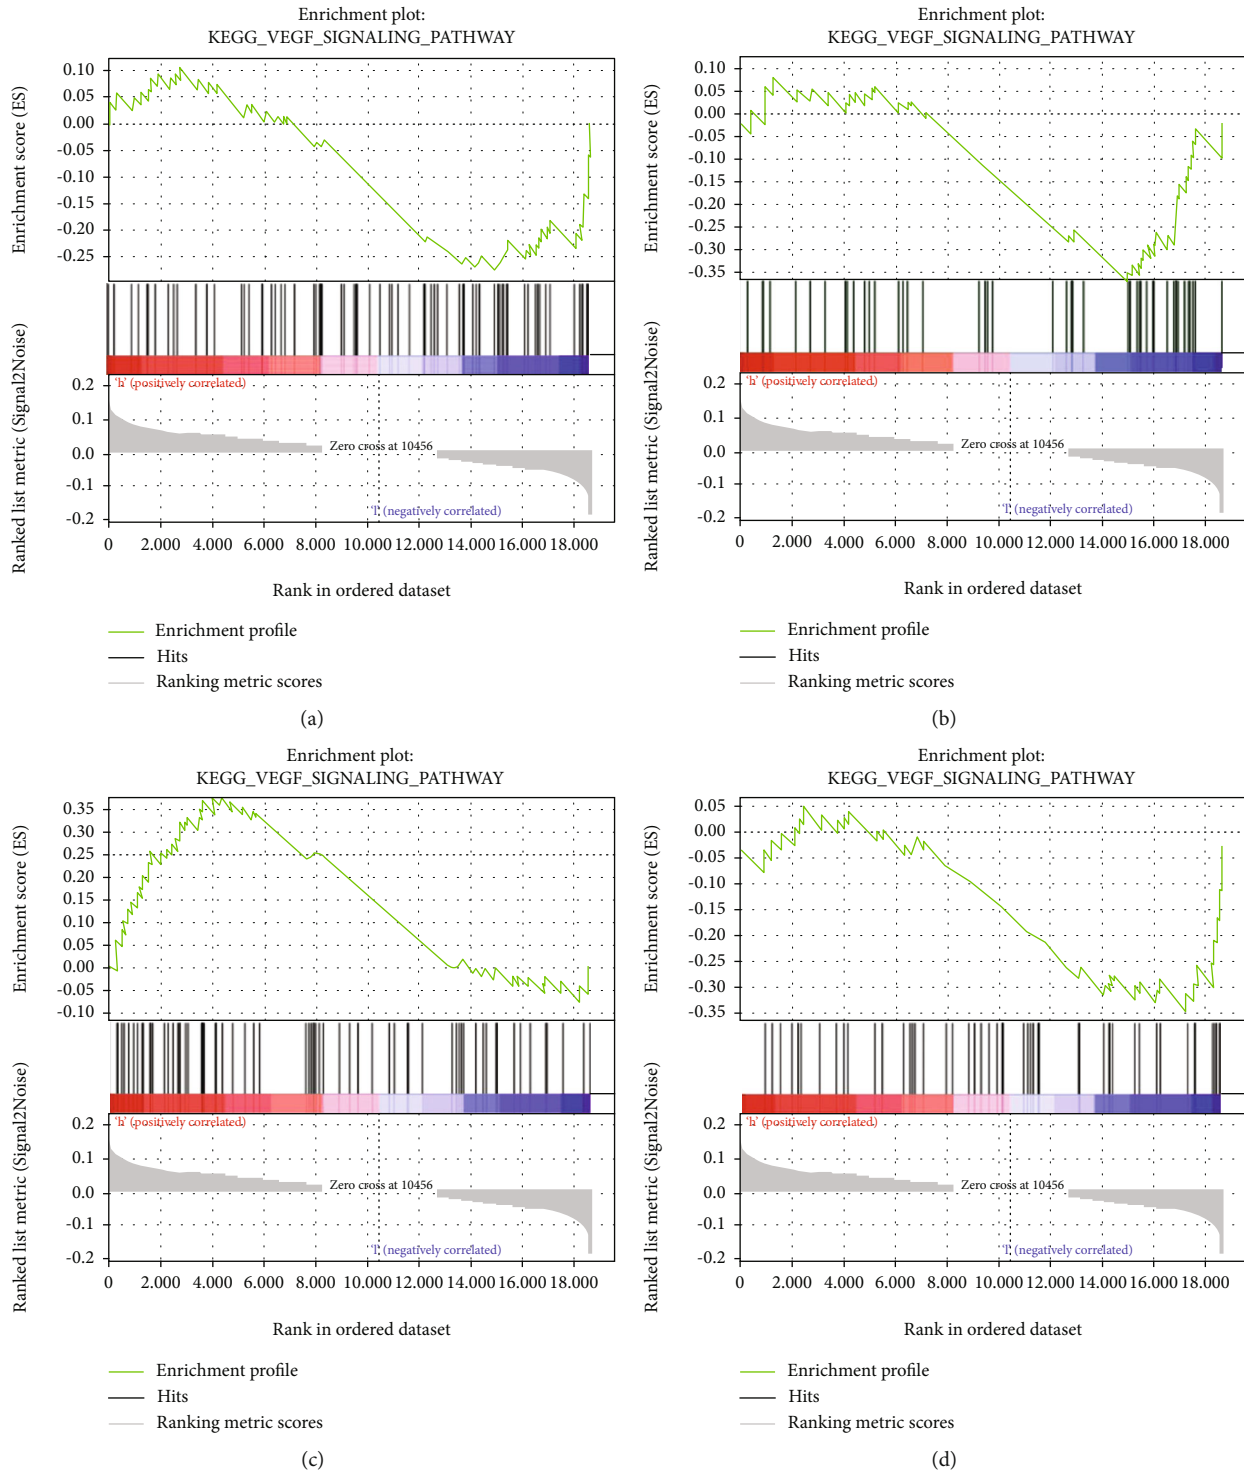 Enrichment plot:
KEGG_VEGF_SIGNALING_PATHWAY
Enrichment score (ES)
0.10
0.05
0.00
-0.05
-0.10
-0.15
-0.20
-0.25
Ranked list metric (Signal2Noise)
'h' (positively correlated)
0.2
0.1
0.0
-0.1
-0.2
Zero cross at 10456
'l' (negatively correlated)
0 2.000 4.000 6.000 8.000 10.000 12.000 14.000 16.000 18.000
Rank in ordered dataset
Enrichment profile
Hits
Ranking metric scores
(a)
Enrichment plot:
KEGG_VEGF_SIGNALING_PATHWAY
Enrichment score (ES)
0.10
0.05
0.00
-0.05
-0.10
-0.15
-0.20
-0.25
-0.30
-0.35
Ranked list metric (Signal2Noise)
'h' (positively correlated)
0.2
0.1
0.0
-0.1
-0.2
Zero cross at 10456
'l' (negatively correlated)
0 2.000 4.000 6.000 8.000 10.000 12.000 14.000 16.000 18.000
Rank in ordered dataset
Enrichment profile
Hits
Ranking metric scores
(b)
Enrichment plot:
KEGG_VEGF_SIGNALING_PATHWAY
Enrichment score (ES)
0.35
0.30
0.25
0.20
0.15
0.10
0.00
-0.05
-0.10
Ranked list metric (Signal2Noise)
'h' (positively correlated)
0.2
0.1
0.0
-0.1
-0.2
Zero cross at 10456
'l' (negatively correlated)
0 2.000 4.000 6.000 8.000 10.000 12.000 14.000 16.000 18.000
Rank in ordered dataset
Enrichment profile
Hits
Ranking metric scores
(c)
Enrichment plot:
KEGG_VEGF_SIGNALING_PATHWAY
Enrichment score (ES)
0.05
0.00
-0.05
-0.10
-0.20
-0.25
-0.30
-0.35
Ranked list metric (Signal2Noise)
'h' (positively correlated)
0.2
0.1
0.0
-0.1
-0.2
Zero cross at 10456
'l' (negatively correlated)
0 2.000 4.000 6.000 8.000 10.000 12.000 14.000 16.000 18.000
Rank in ordered dataset
Enrichment profile
Hits
Ranking metric scores
(d)